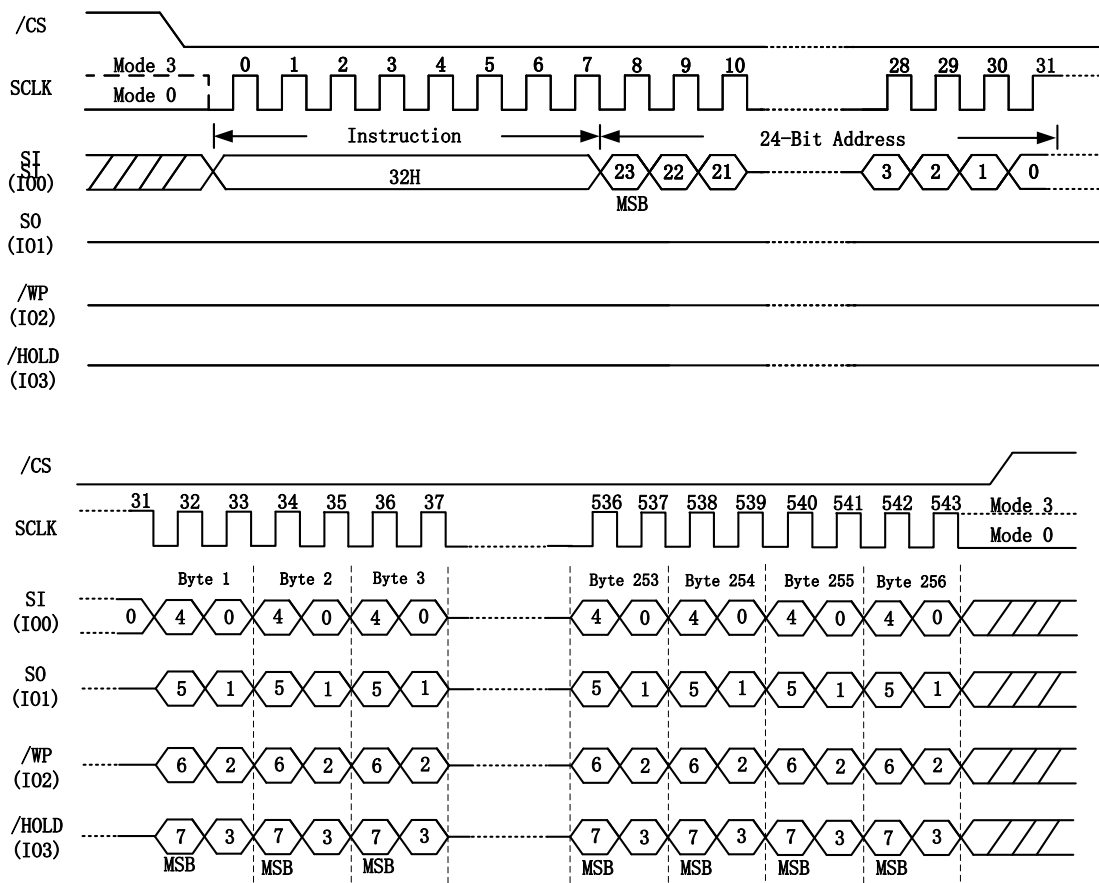 /CS
Mode 3 0 1 2 3 4 5 6 7 8 9 10 28 29 30 31
SCLK
Mode 0
Instruction 24-Bit Address
SI
SI
(IO0)
32H 23 22 21 3 2 1 0
MSB
SO
(IO1)
/WP
(IO2)
/HOLD
(IO3)
/CS
31 32 33 34 35 36 37 536 537 538 539 540 541 542 543 Mode 3
SCLK
Mode 0
Byte 1 Byte 2 Byte 3 Byte 253 Byte 254 Byte 255 Byte 256
SI
(IO0)
0 4 0 4 0 4 0 4 0 4 0 4 0 4 0
SO
(IO1)
5 1 5 1 5 1 5 1 5 1 5 1 5 1
/WP
(IO2)
6 2 6 2 6 2 6 2 6 2 6 2 6 2
/HOLD
(IO3)
7 3 7 3 7 3 7 3 7 3 7 3 7 3
MSB MSB MSB MSB MSB MSB MSB